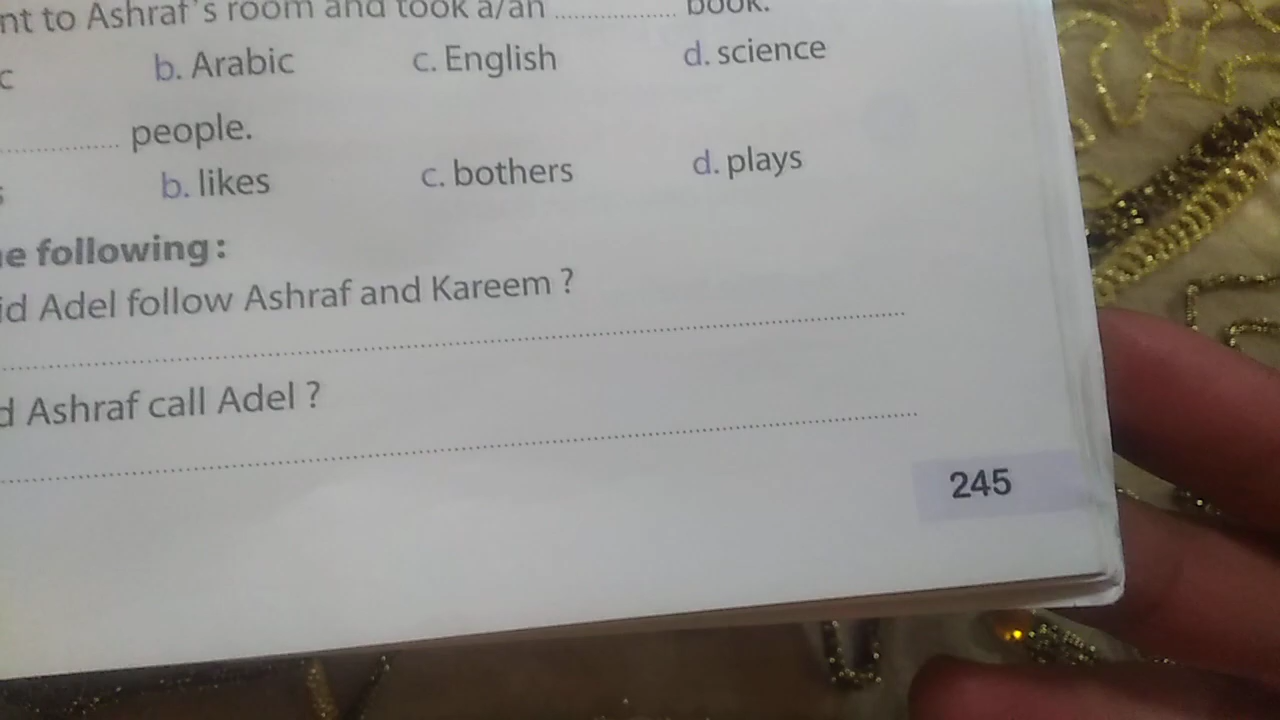 nt to Ashraf's room and took a/an ............... book.
c b. Arabic c. English d. science
............... people.
s b. likes c. bothers d. plays
e following:
id Adel follow Ashraf and Kareem ?
d Ashraf call Adel ?
245